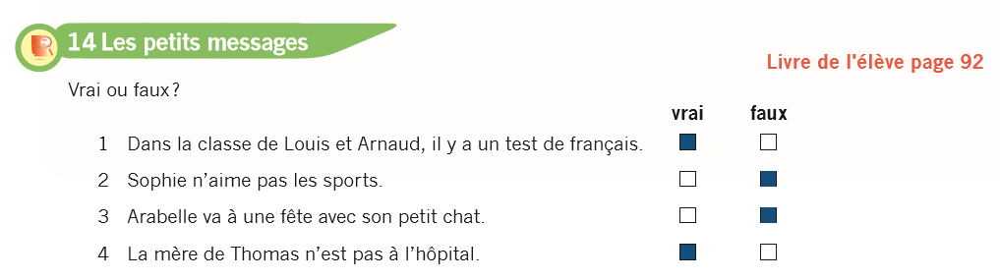 14 Les petits messages
Livre de l'élève page 92
Vrai ou faux ?
vrai faux
1 Dans la classe de Louis et Arnaud, il y a un test de français.
2 Sophie n’aime pas les sports.
3 Arabelle va à une fête avec son petit chat.
4 La mère de Thomas n’est pas à l’hôpital.